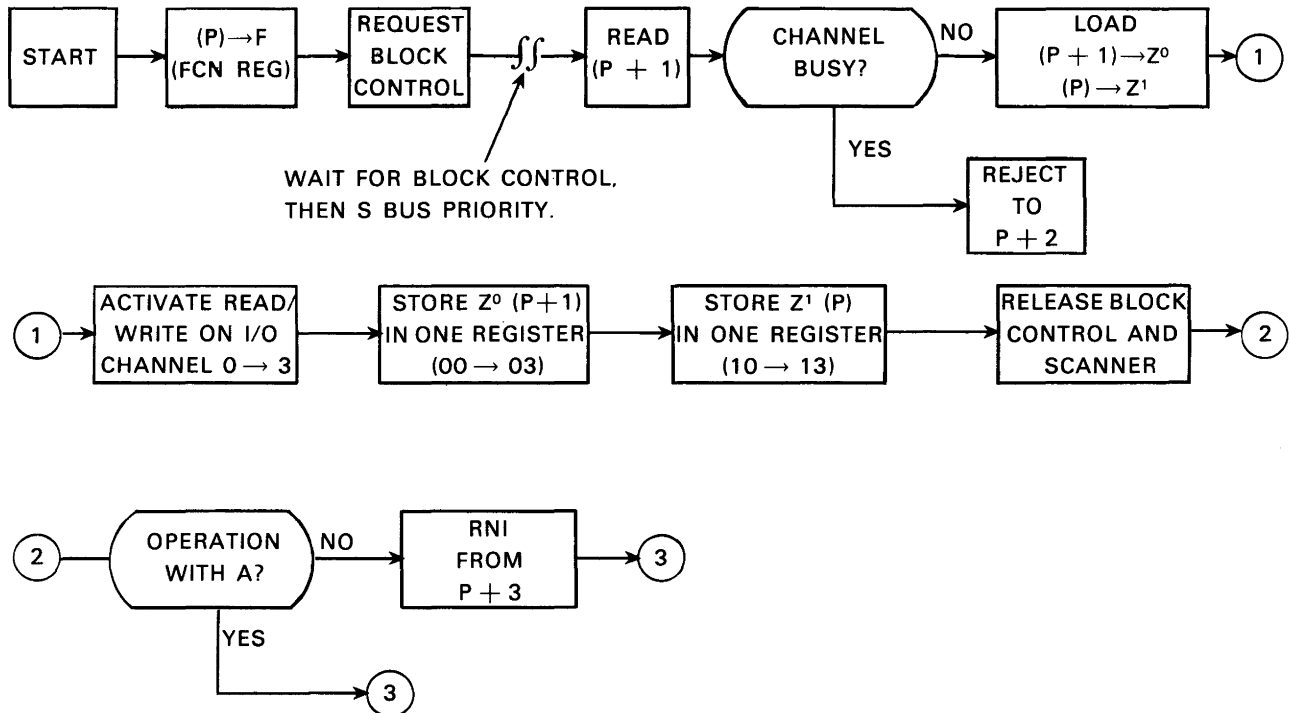 START
(P)→F
(FCN REG)
REQUEST
BLOCK
CONTROL
READ
(P + 1)
CHANNEL
BUSY?
NO
LOAD
(P + 1)→Z⁰
(P)→Z¹
1
YES
REJECT
TO
P + 2
WAIT FOR BLOCK CONTROL,
THEN S BUS PRIORITY.
1
ACTIVATE READ/
WRITE ON I/O
CHANNEL 0 → 3
STORE Z⁰ (P+1)
IN ONE REGISTER
(00 → 03)
STORE Z¹ (P)
IN ONE REGISTER
(10 → 13)
RELEASE BLOCK
CONTROL AND
SCANNER
2
2
OPERATION
WITH A?
NO
RNI
FROM
P + 3
3
YES
3